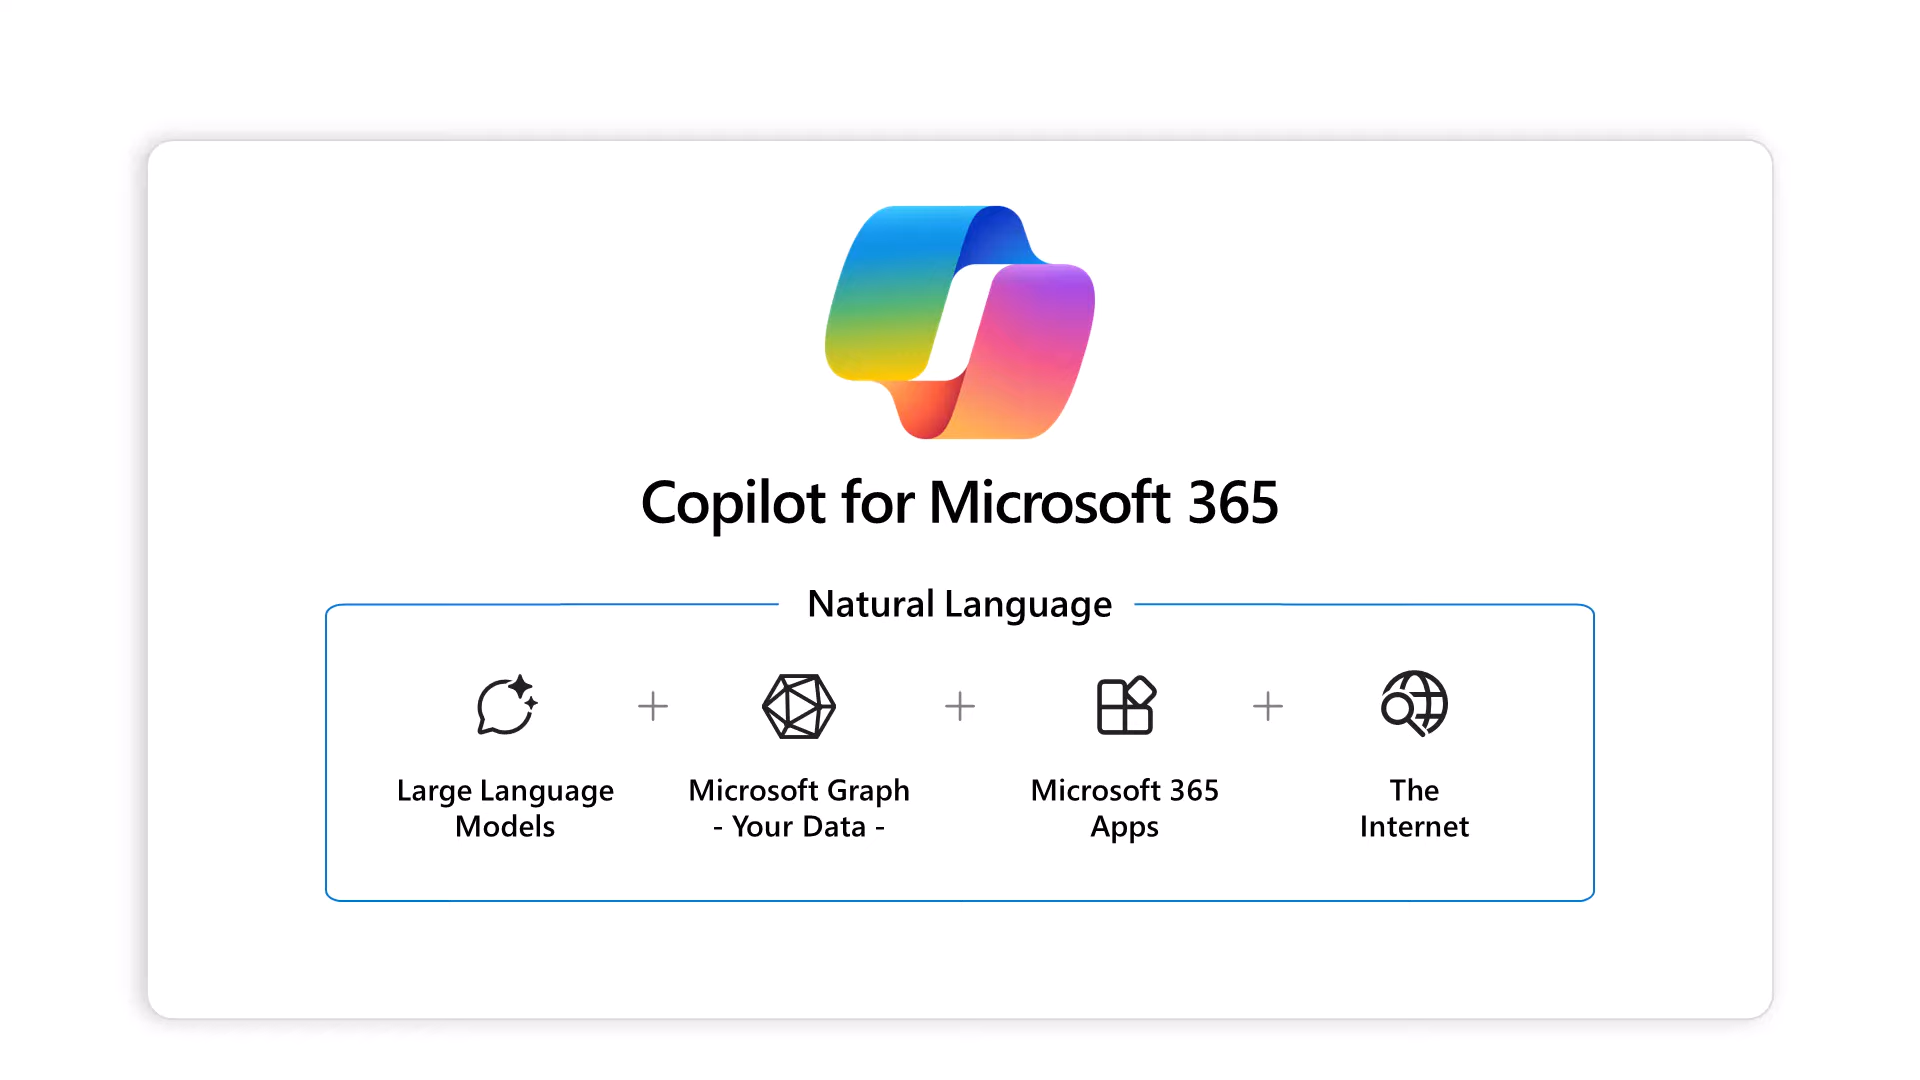 Copilot for Microsoft 365
Natural Language
Large Language
Models
Microsoft Graph
- Your Data -
Microsoft 365
Apps
The
Internet